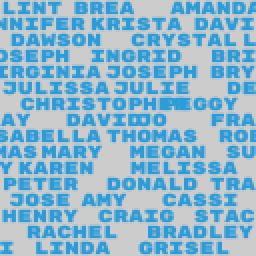 LINT BREA AMANDA
NNIFER KRISTA DAVI
DAWSON CRYSTAL L
OSEPH INGRID BRI
IRGINIA JOSEPH BRY
JULISSA JULIE DE
CHRISTOPHER PEGGY
AY DAVID JO FRA
SABELLA THOMAS ROB
MAS MARY MEGAN SU
Y KAREN MELISSA
PETER DONALD TRA
JOSE AMY CASSI
HENRY CRAIG STAC
RACHEL BRADLEY
I LINDA GRISEL